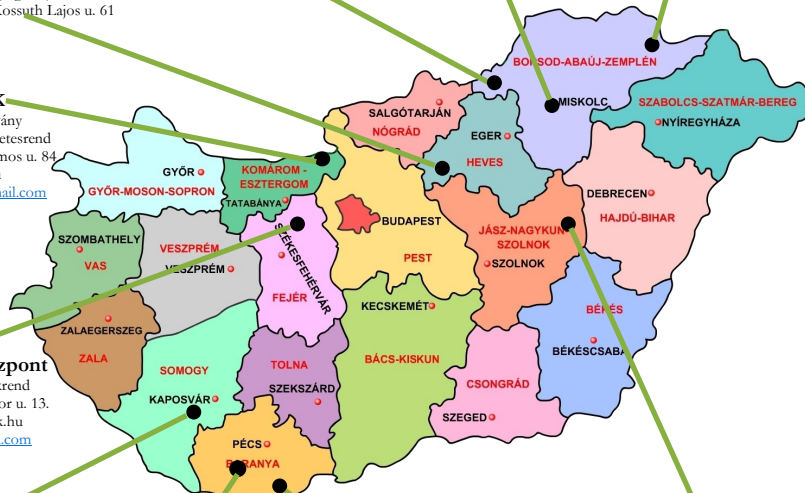 Kossuth Lajos u. 61
mos u. 84
ail.com
zpont
krend
or u. 13.
k.hu
.com
BORSOD-ABAÚJ-ZEMPLÉN
MISKOLC
SZABOLCS-SZATMÁR-BEREG
NYÍREGYHÁZA
SALGÓTARJÁN
NÓGRÁD
EGER
HEVES
GYŐR
GYŐR-MOSON-SOPRON
KOMÁROM -
ESZTERGOM
TATABÁNYA
DEBRECEN
HAJDÚ-BIHAR
BUDAPEST
PEST
JÁSZ-NAGYKUN
SZOLNOK
SZOLNOK
SZOMBATHELY
VAS
VESZPRÉM
VESZPRÉM
SZÉKESFEHÉRVÁR
FEJÉR
KECSKEMÉT
BÉKÉS
BÉKÉSCSABA
ZALAEGERSZEG
ZALA
SOMOGY
KAPOSVÁR
TOLNA
SZEKSZÁRD
BÁCS-KISKUN
CSONGRÁD
SZEGED
PÉCS
BARANYA